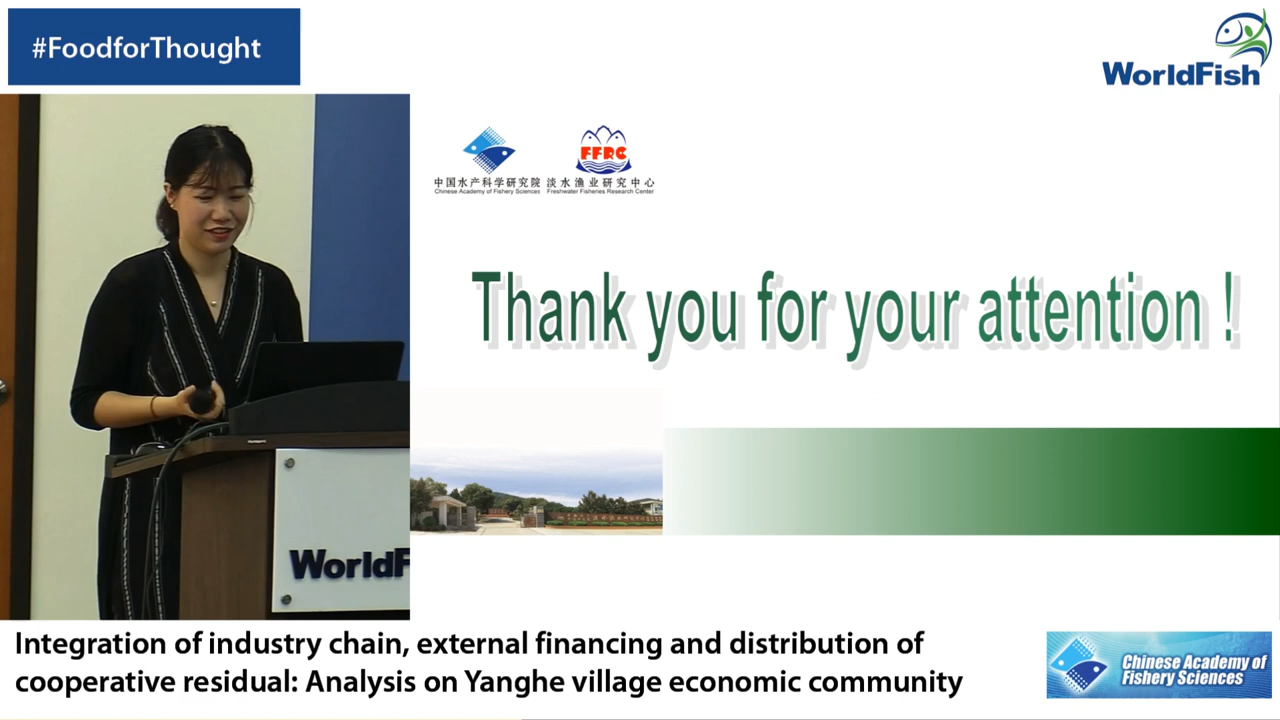 #FoodforThought
WorldFish
FFRC
中国水产科学研究院 淡水渔业研究中心
Chinese Academy of Fishery Sciences Freshwater Fisheries Research Center
Thank you for your attention !
WorldF
Integration of industry chain, external financing and distribution of
cooperative residual: Analysis on Yanghe village economic community
Chinese Academy of
Fishery Sciences